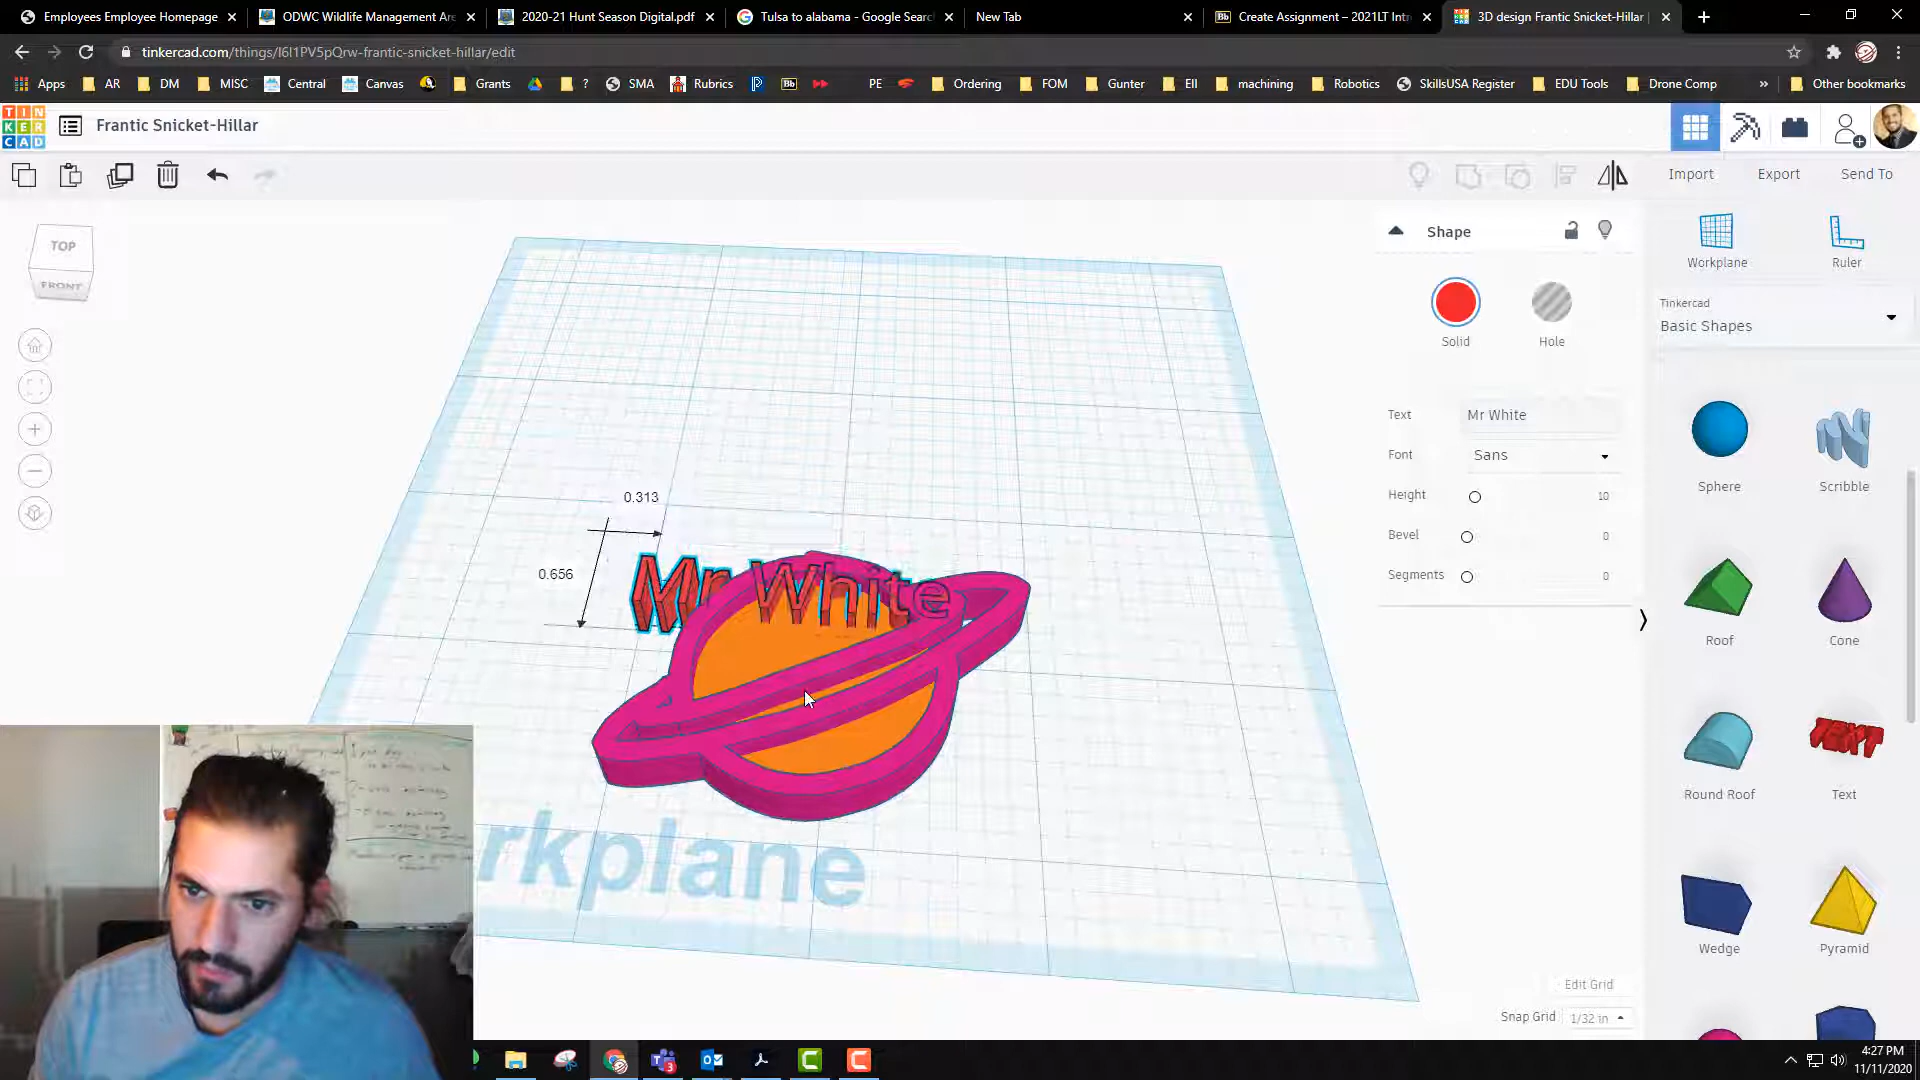 Employees Employee Homepage
ODWC Wildlife Management Are
2020-21 Hunt Season Digital.pdf
Tulsa to alabama - Google Searc
New Tab
Create Assignment – 2021LT Intr
3D design Frantic Snicket-Hillar
tinkercad.com/things/l6I1PV5pQrw-frantic-snicket-hillar/edit
Apps
AR
DM
MISC
Central
Canvas
Grants
?
SMA
Rubrics
Bb
PE
Ordering
FOM
Gunter
EII
machining
Robotics
SkillsUSA Register
EDU Tools
Drone Comp
»
Other bookmarks
TIN
KER
CAD
Frantic Snicket-Hillar
Import
Export
Send To
TOP
FRONT
Shape
Solid
Hole
Text
Mr White
Font
Sans
Height
10
Bevel
0
Segments
0
Workplane
Ruler
Tinkercad
Basic Shapes
Sphere
Scribble
Roof
Cone
Round Roof
TEXT
Text
Wedge
Pyramid
0.313
0.656
Mr White
rkplane
Edit Grid
Snap Grid
1/32 in
4:27 PM
11/11/2020